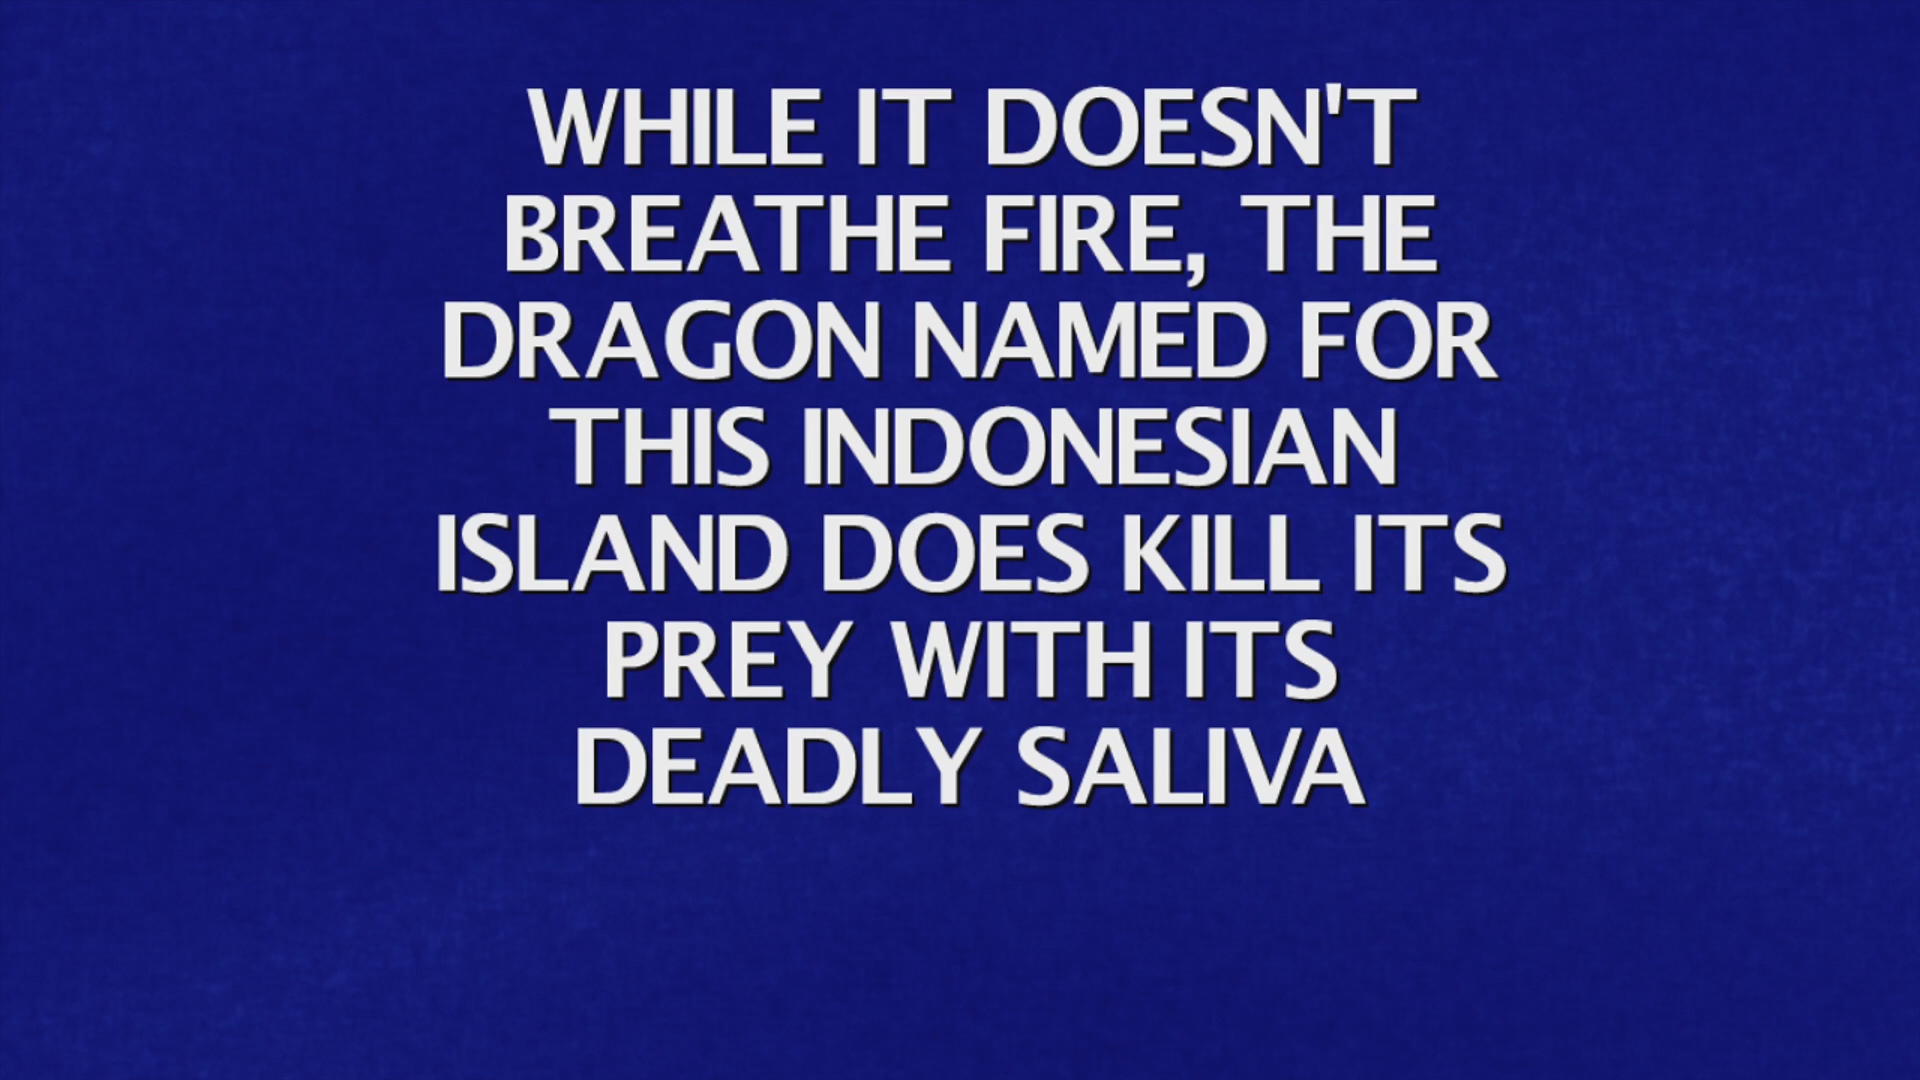 WHILE IT DOESN'T
BREATHE FIRE, THE
DRAGON NAMED FOR
THIS INDONESIAN
ISLAND DOES KILL ITS
PREY WITH ITS
DEADLY SALIVA